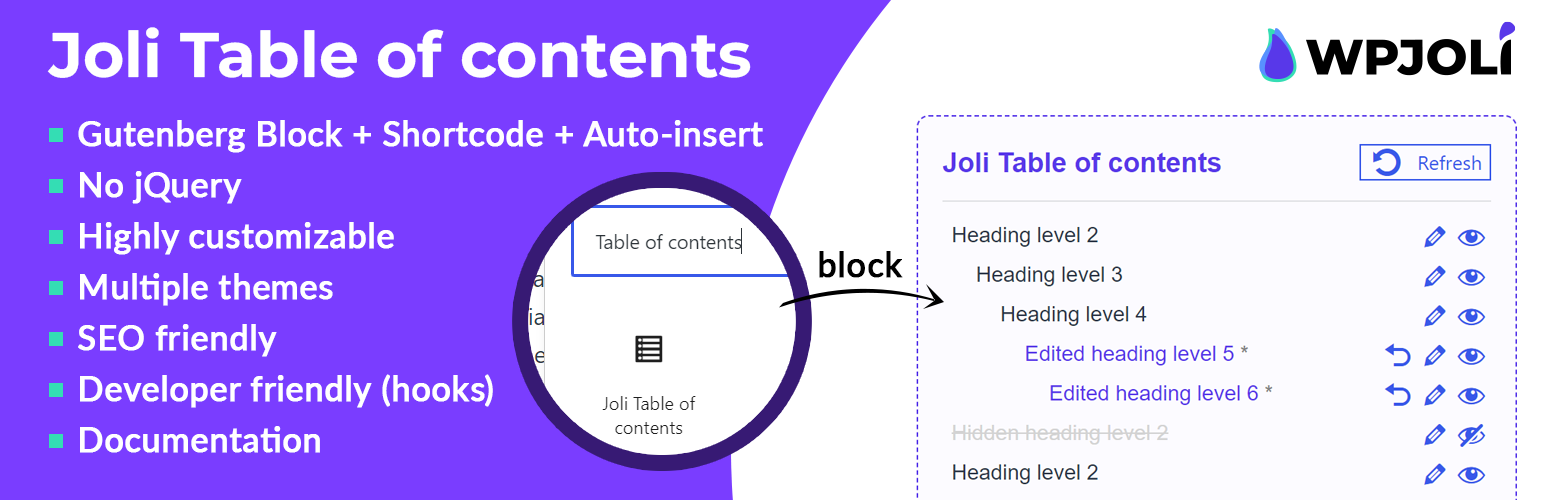 Joli Table of contents
Gutenberg Block + Shortcode + Auto-insert
No jQuery
Highly customizable
Multiple themes
SEO friendly
Developer friendly (hooks)
Documentation
Table of contents
a
ia
e
Joli Table of
contents
block
WPJOLI
Joli Table of contents
Refresh
Heading level 2
Heading level 3
Heading level 4
Edited heading level 5 *
Edited heading level 6 *
Hidden heading level 2
Heading level 2